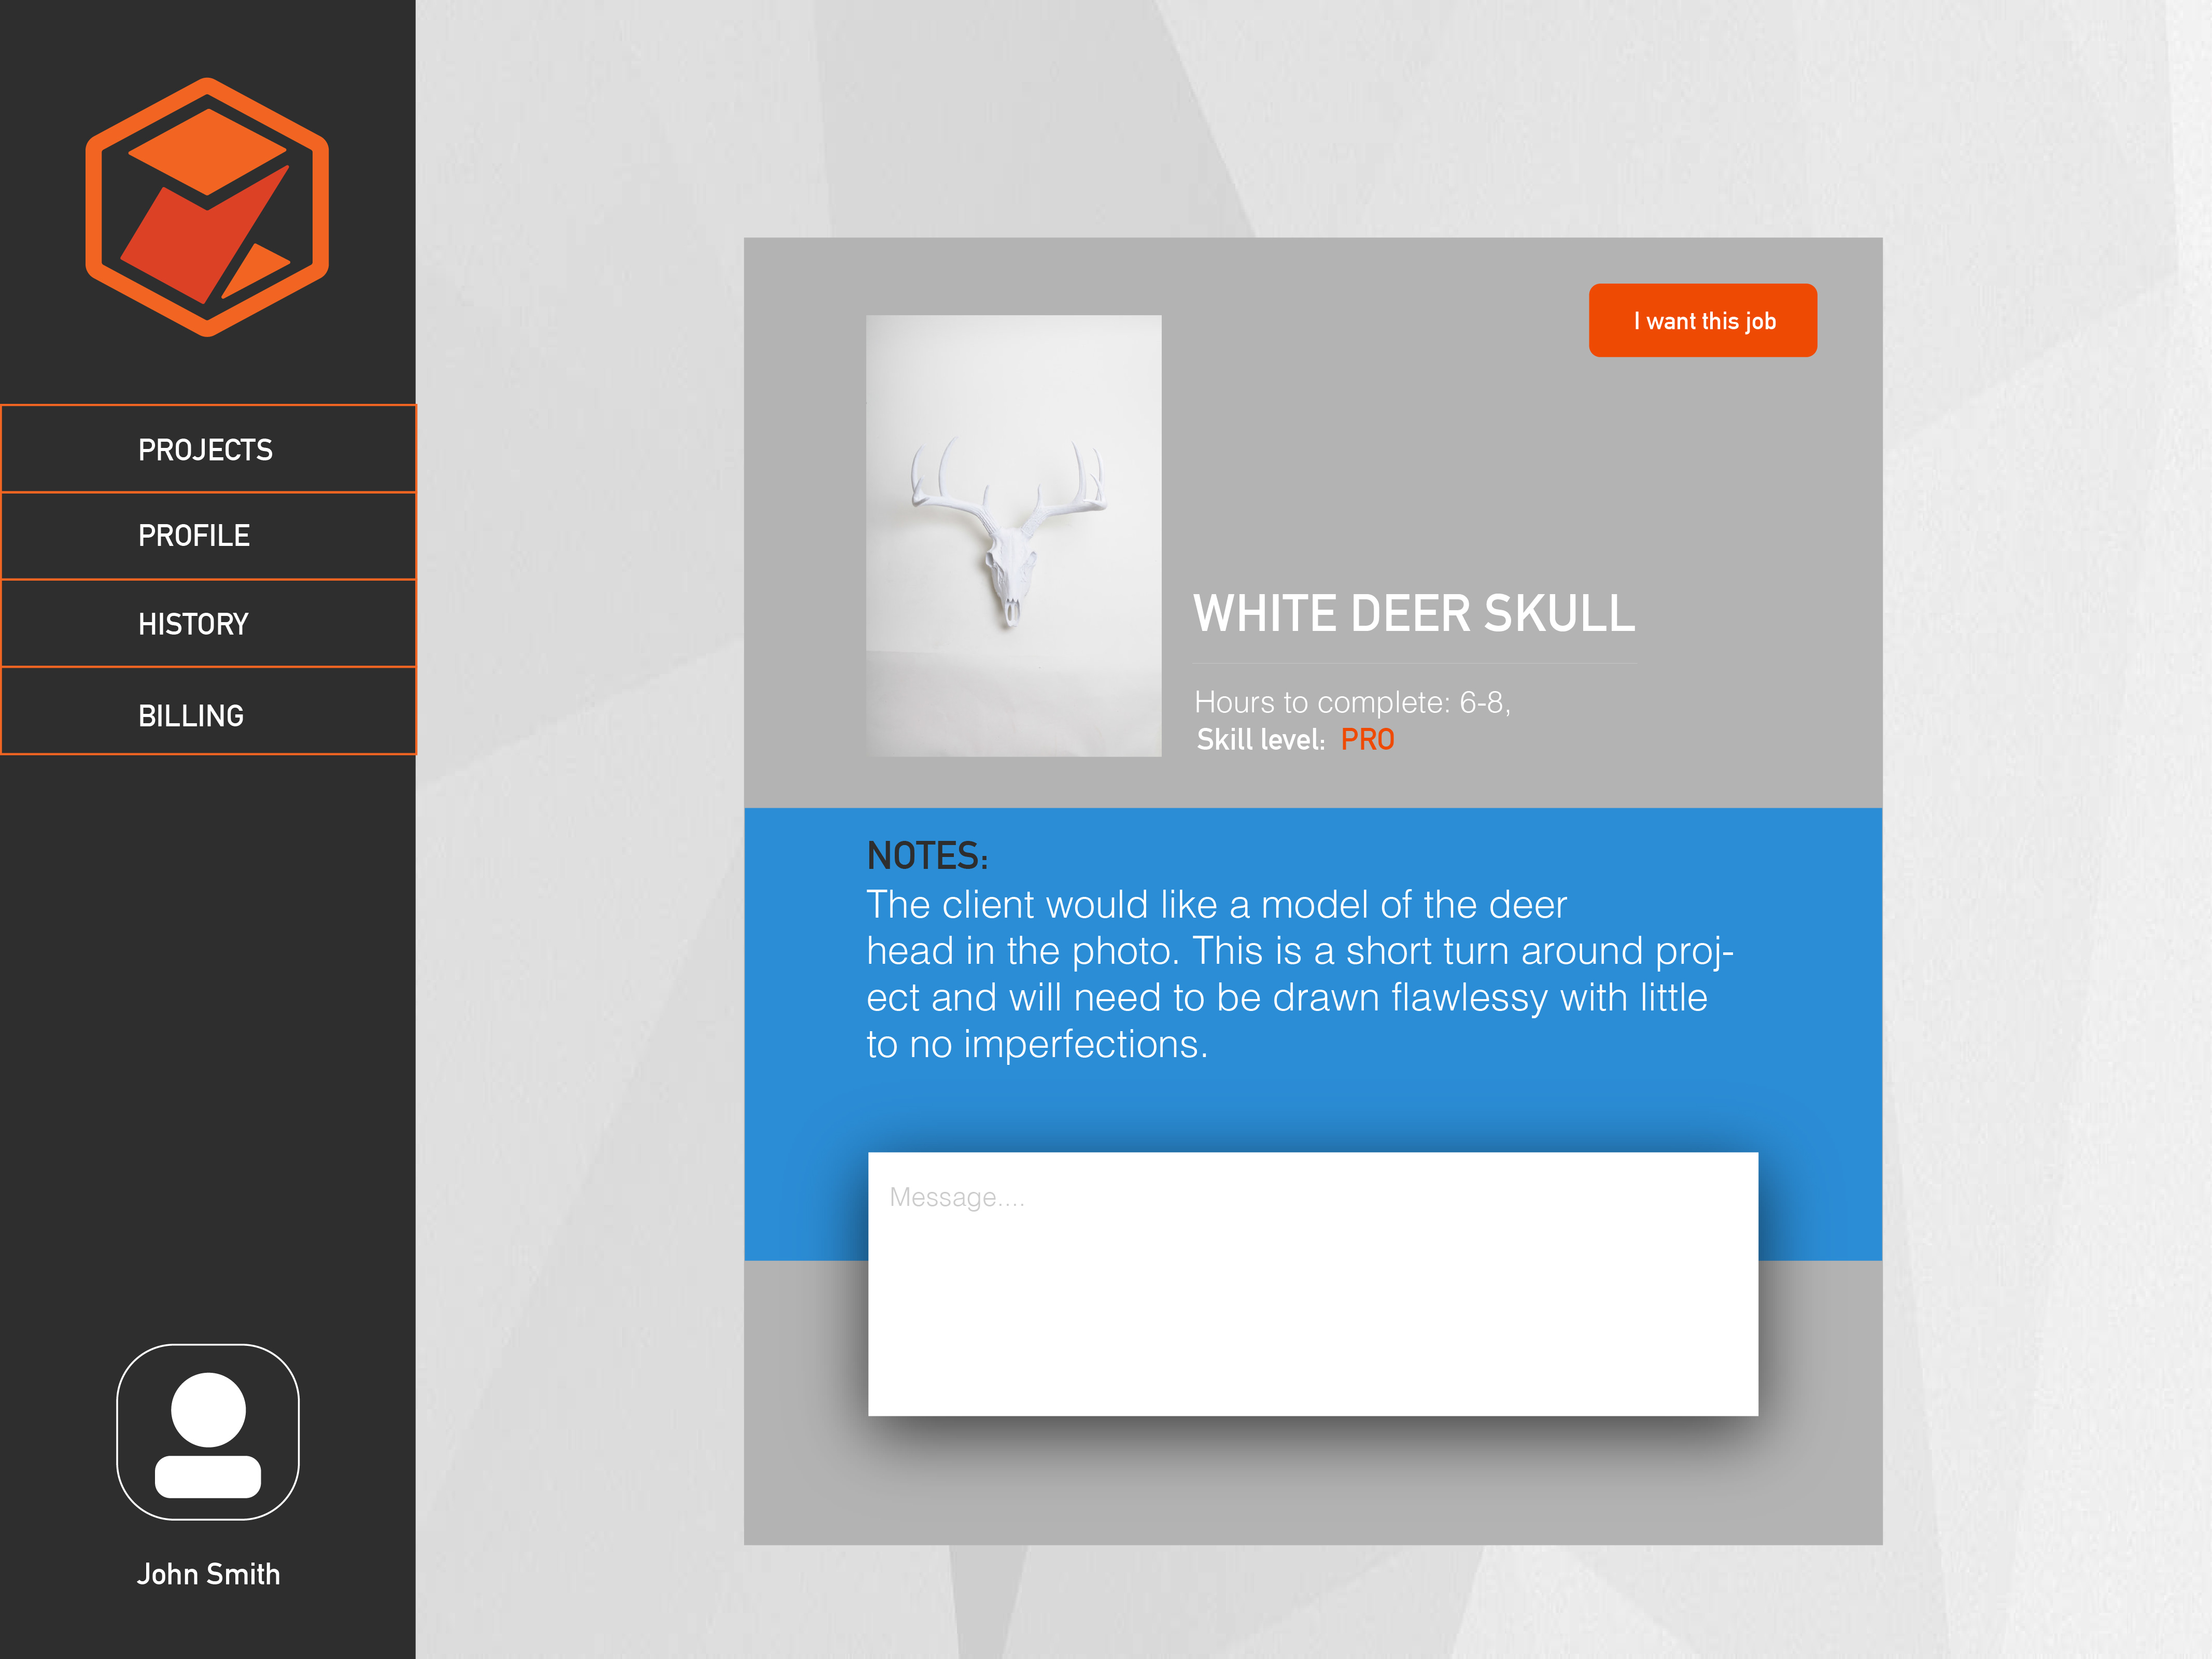 PROJECTS
PROFILE
HISTORY
BILLING
John Smith
I want this job
WHITE DEER SKULL
Hours to complete: 6-8,
Skill level: PRO
NOTES:
The client would like a model of the deer
head in the photo. This is a short turn around proj-
ect and will need to be drawn flawlessy with little
to no imperfections.
Message....